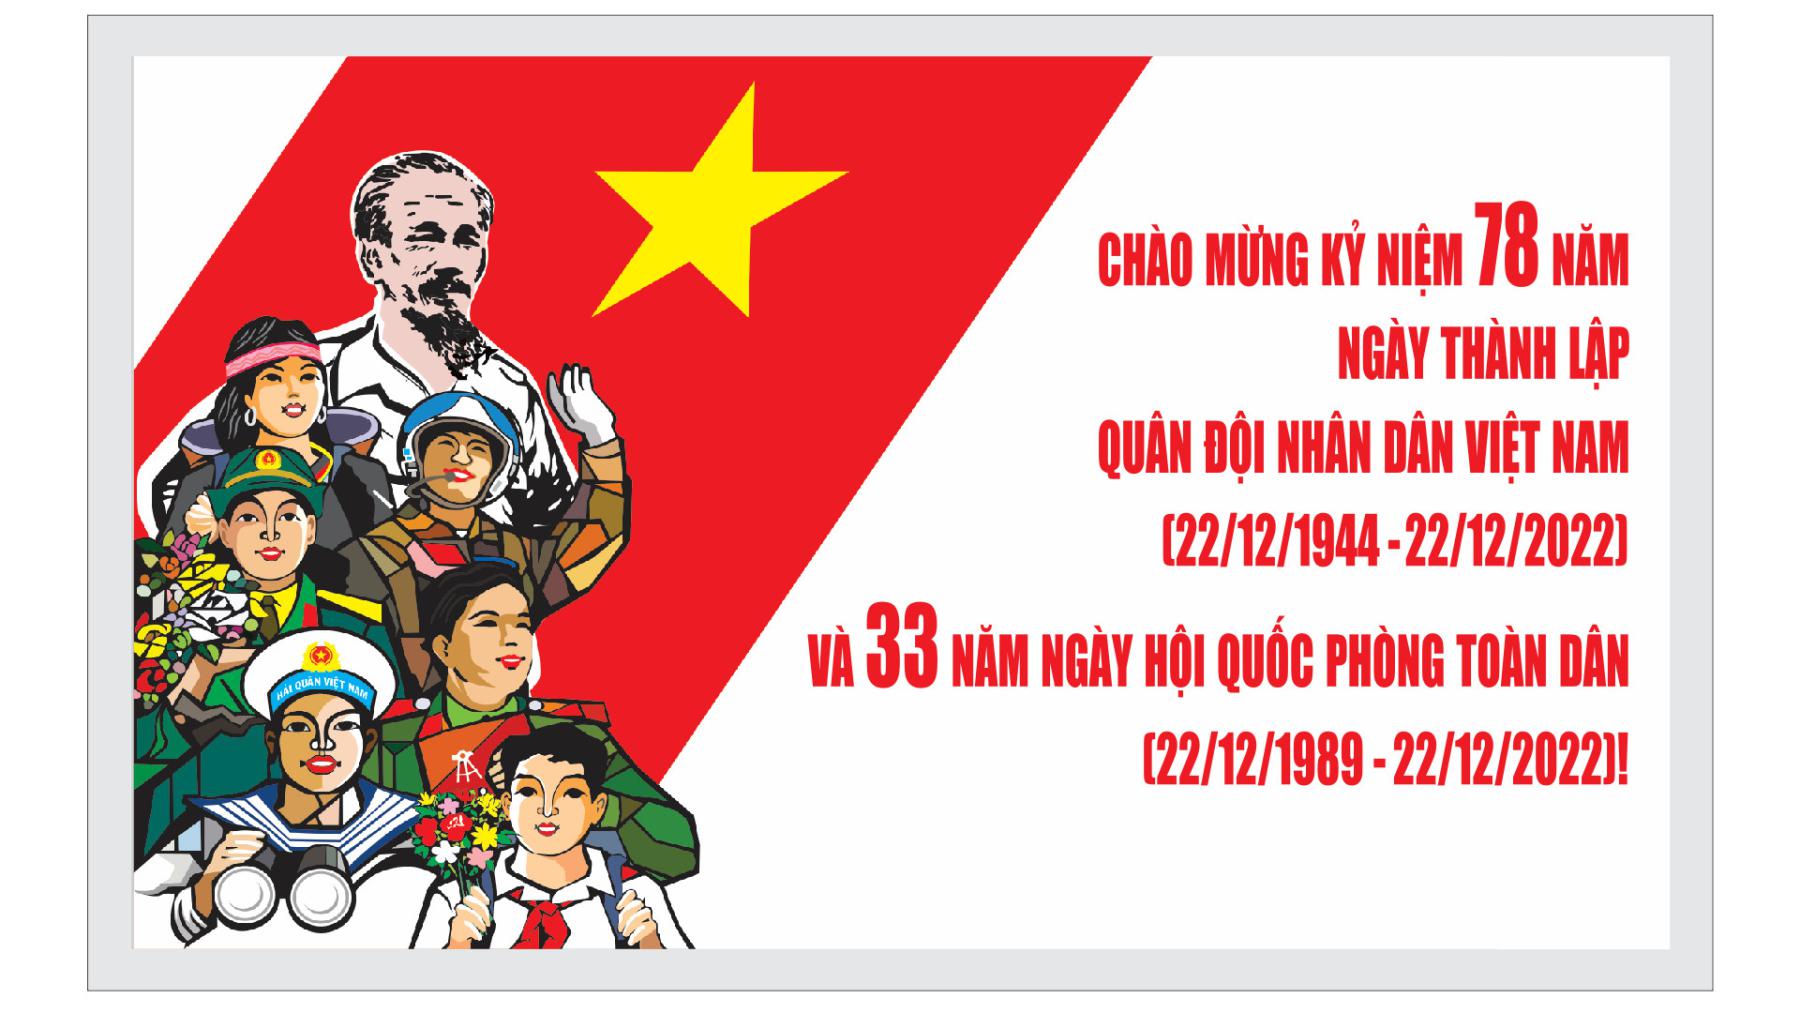 HẢI QUÂN VIỆT NAM
CHÀO MỪNG KỶ NIỆM 78 NĂM
NGÀY THÀNH LẬP
QUÂN ĐỘI NHÂN DÂN VIỆT NAM
(22/12/1944 - 22/12/2022)
VÀ 33 NĂM NGÀY HỘI QUỐC PHÒNG TOÀN DÂN
(22/12/1989 - 22/12/2022)!